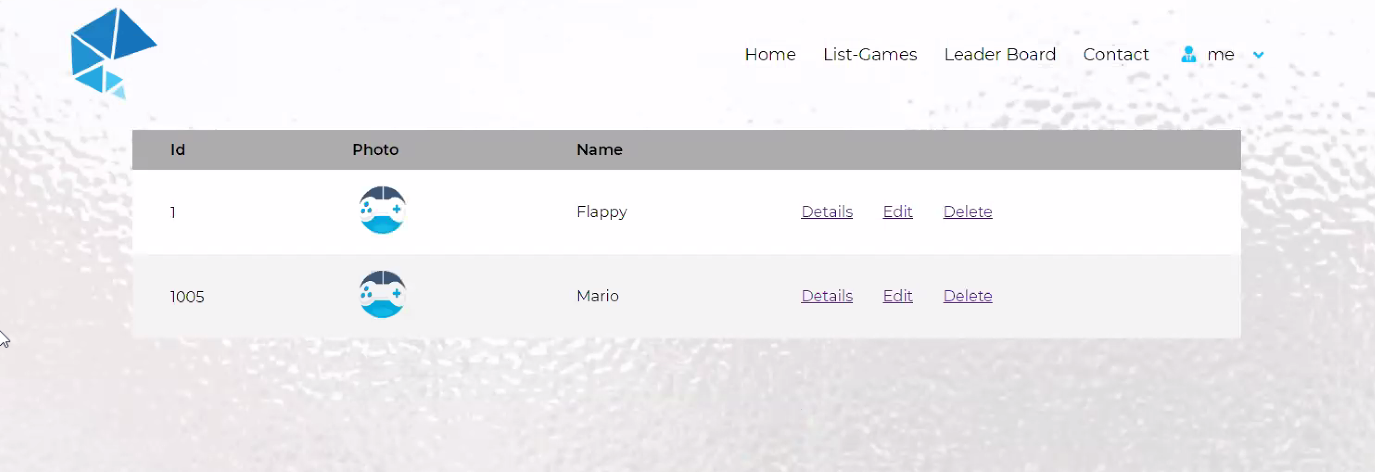 Home List-Games Leader Board Contact me
Id Photo Name
1 Flappy Details Edit Delete
1005 Mario Details Edit Delete